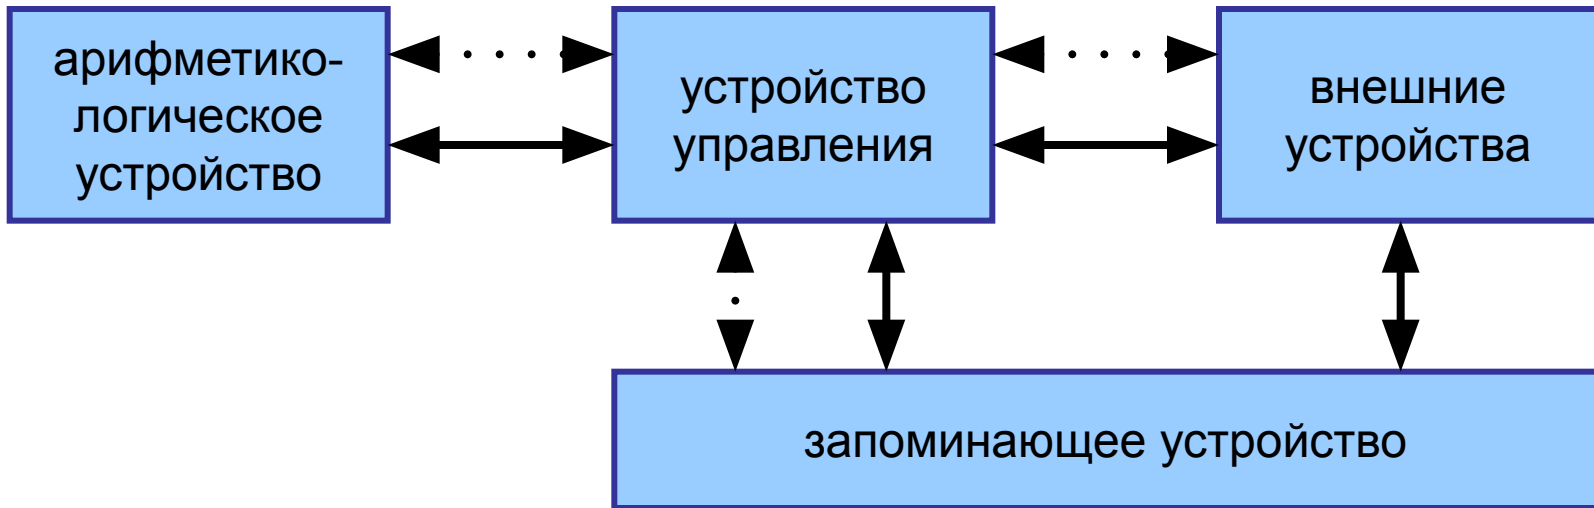 арифметико-
логическое
устройство
устройство
управления
внешние
устройства
запоминающее устройство